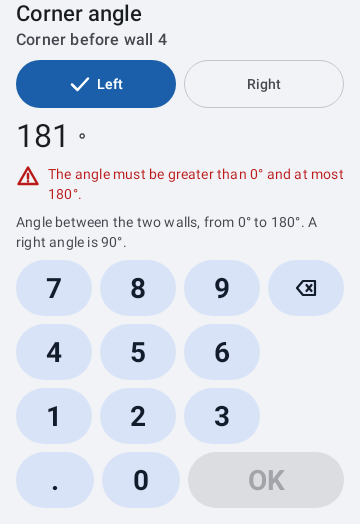 Corner angle
Corner before wall 4
Left
Right
181 °
The angle must be greater than 0° and at most
180°.
Angle between the two walls, from 0° to 180°. A
right angle is 90°.
7 8 9
4 5 6
1 2 3
. 0 OK